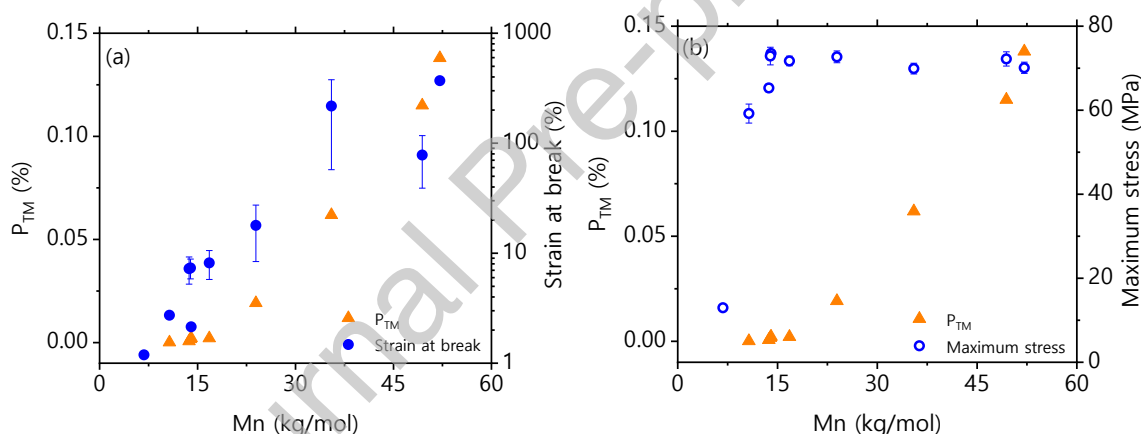 (a)
0.15
0.10
0.05
0.00
P_TM (%)
1000
100
10
1
Strain at break (%)
P_TM
Strain at break
0
15
30
45
60
Mn (kg/mol)
(b)
0.15
0.10
0.05
0.00
P_TM (%)
80
60
40
20
0
Maximum stress (MPa)
P_TM
Maximum stress
0
15
30
45
60
Mn (kg/mol)
rnal Pre-p